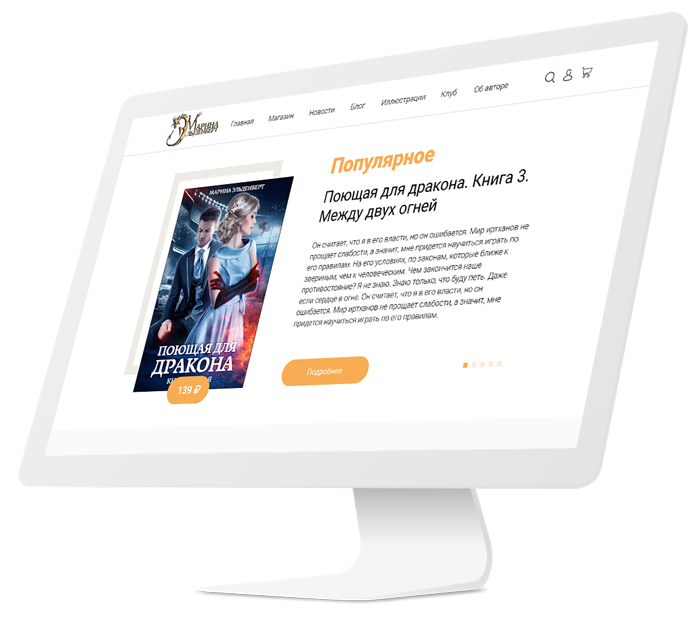 МАРИНА
ЭЛЬДЕНБЕРТ
Главная
Магазин
Новости
Блог
Иллюстрации
Клуб
Об авторе
Популярное
Поющая для дракона. Книга 3.
Между двух огней
Он считает, что я в его власти, но он ошибается. Мир иртханов не
прощает слабости, а значит, мне придется научиться играть по
его правилам. На его условиях, по законам, которые ближе к
звериным, чем к человеческим. Чем закончится наше
противостояние? Я не знаю. Знаю только, что буду петь. Даже
если сердце в огне. Он считает, что я в его власти, но он
ошибается. Мир иртханов не прощает слабости, а значит, мне
придется научиться играть по его правилам.
МАРИНА ЭЛЬДЕНБЕРТ
ПОЮЩАЯ ДЛЯ
ДРАКОНА
139 ₽
Подробнее